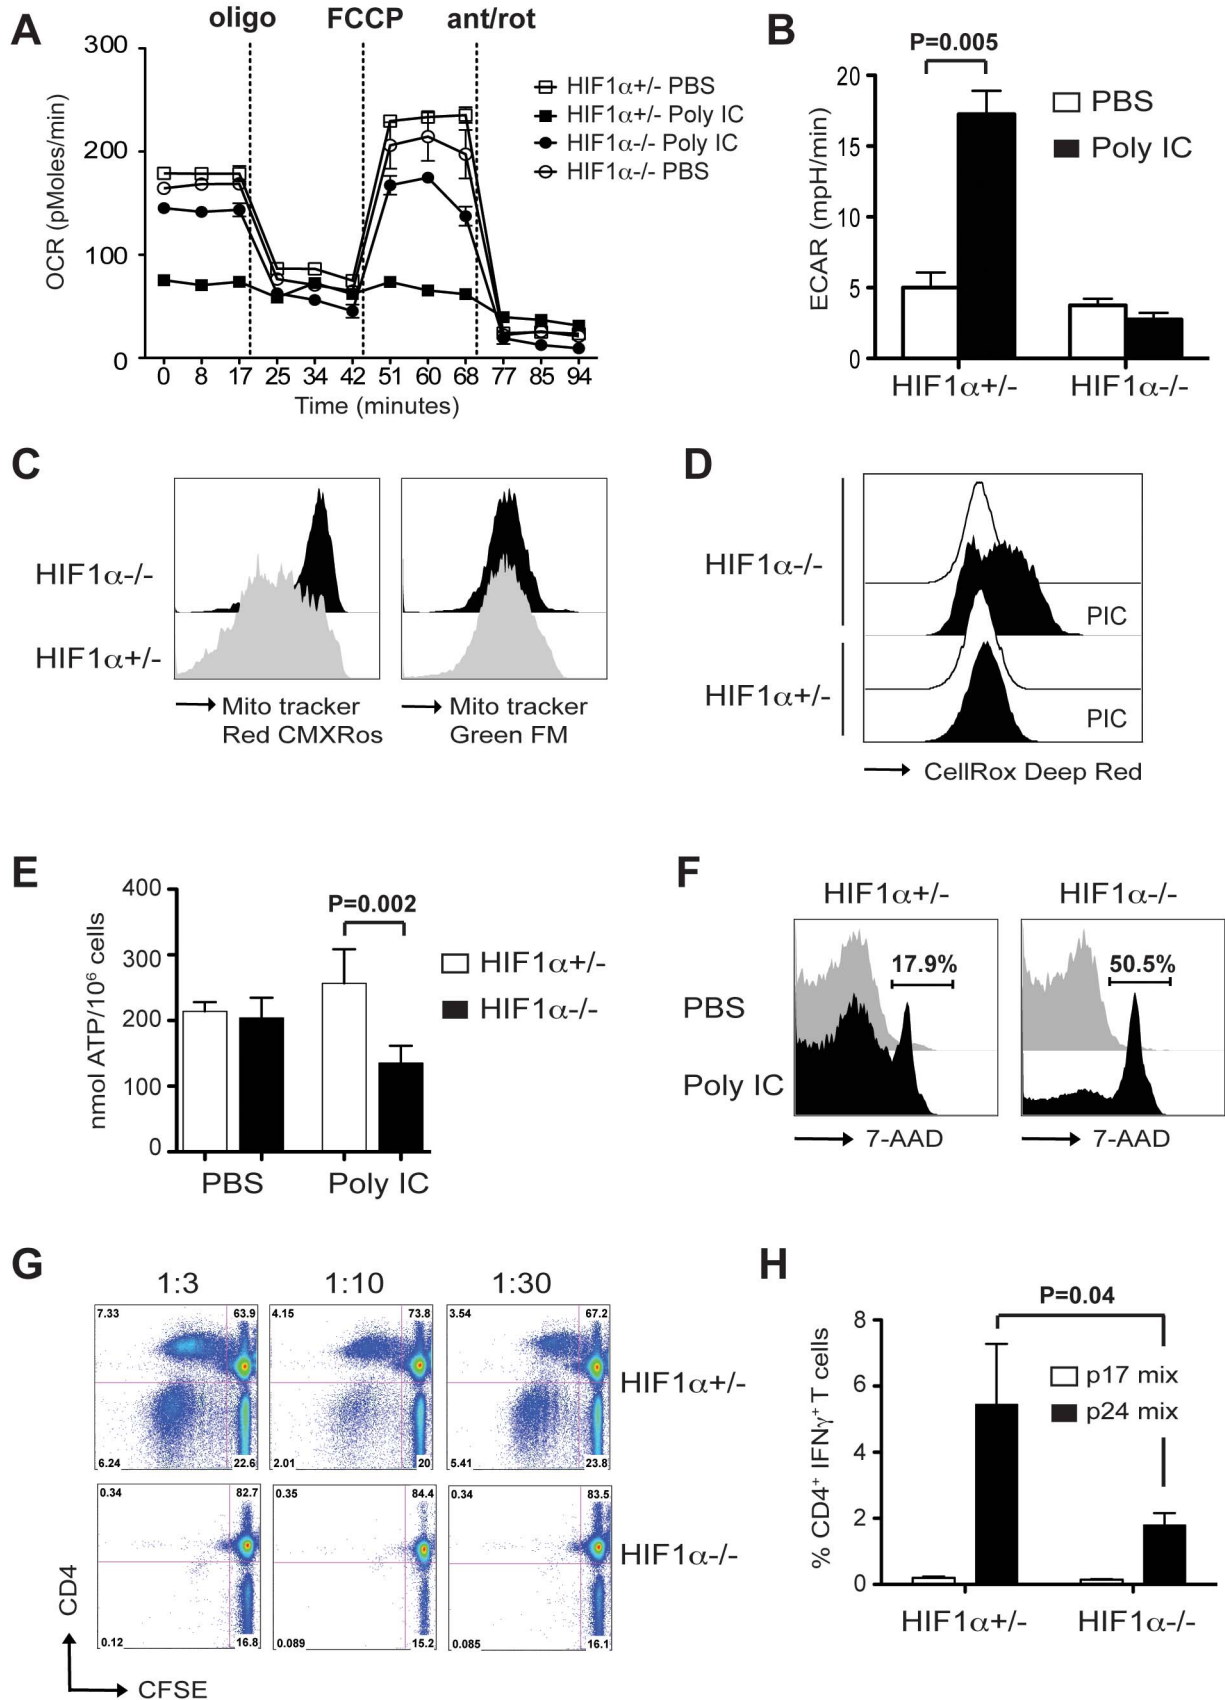 A
oligo FCCP ant/rot
300
200
100
0
OCR (pMoles/min)
0 8 17 25 34 42 51 60 68 77 85 94
Time (minutes)
HIF1α+/- PBS
HIF1α+/- Poly IC
HIF1α-/- Poly IC
HIF1α-/- PBS
B
P=0.005
20
15
10
5
0
ECAR (mpH/min)
PBS
Poly IC
HIF1α+/- HIF1α-/-
C
HIF1α-/-
HIF1α+/-
Mito tracker
Red CMXRos
Mito tracker
Green FM
D
HIF1α-/-
PIC
HIF1α+/-
PIC
CellRox Deep Red
E
400
300
200
100
0
nmol ATP/10⁶ cells
P=0.002
HIF1α+/-
HIF1α-/-
PBS Poly IC
F
HIF1α+/- HIF1α-/-
17.9% 50.5%
PBS
Poly IC
7-AAD 7-AAD
G
1:3 1:10 1:30
7.33 63.9 4.15 73.8 3.54 67.2
HIF1α+/-
6.24 22.6 2.01 20 5.41 23.8
0.34 82.7 0.35 84.4 0.34 83.5
HIF1α-/-
0.12 16.8 0.089 15.2 0.085 16.1
CD4
CFSE
H
P=0.04
8
6
4
2
0
% CD4⁺ IFNγ⁺ T cells
p17 mix
p24 mix
HIF1α+/- HIF1α-/-